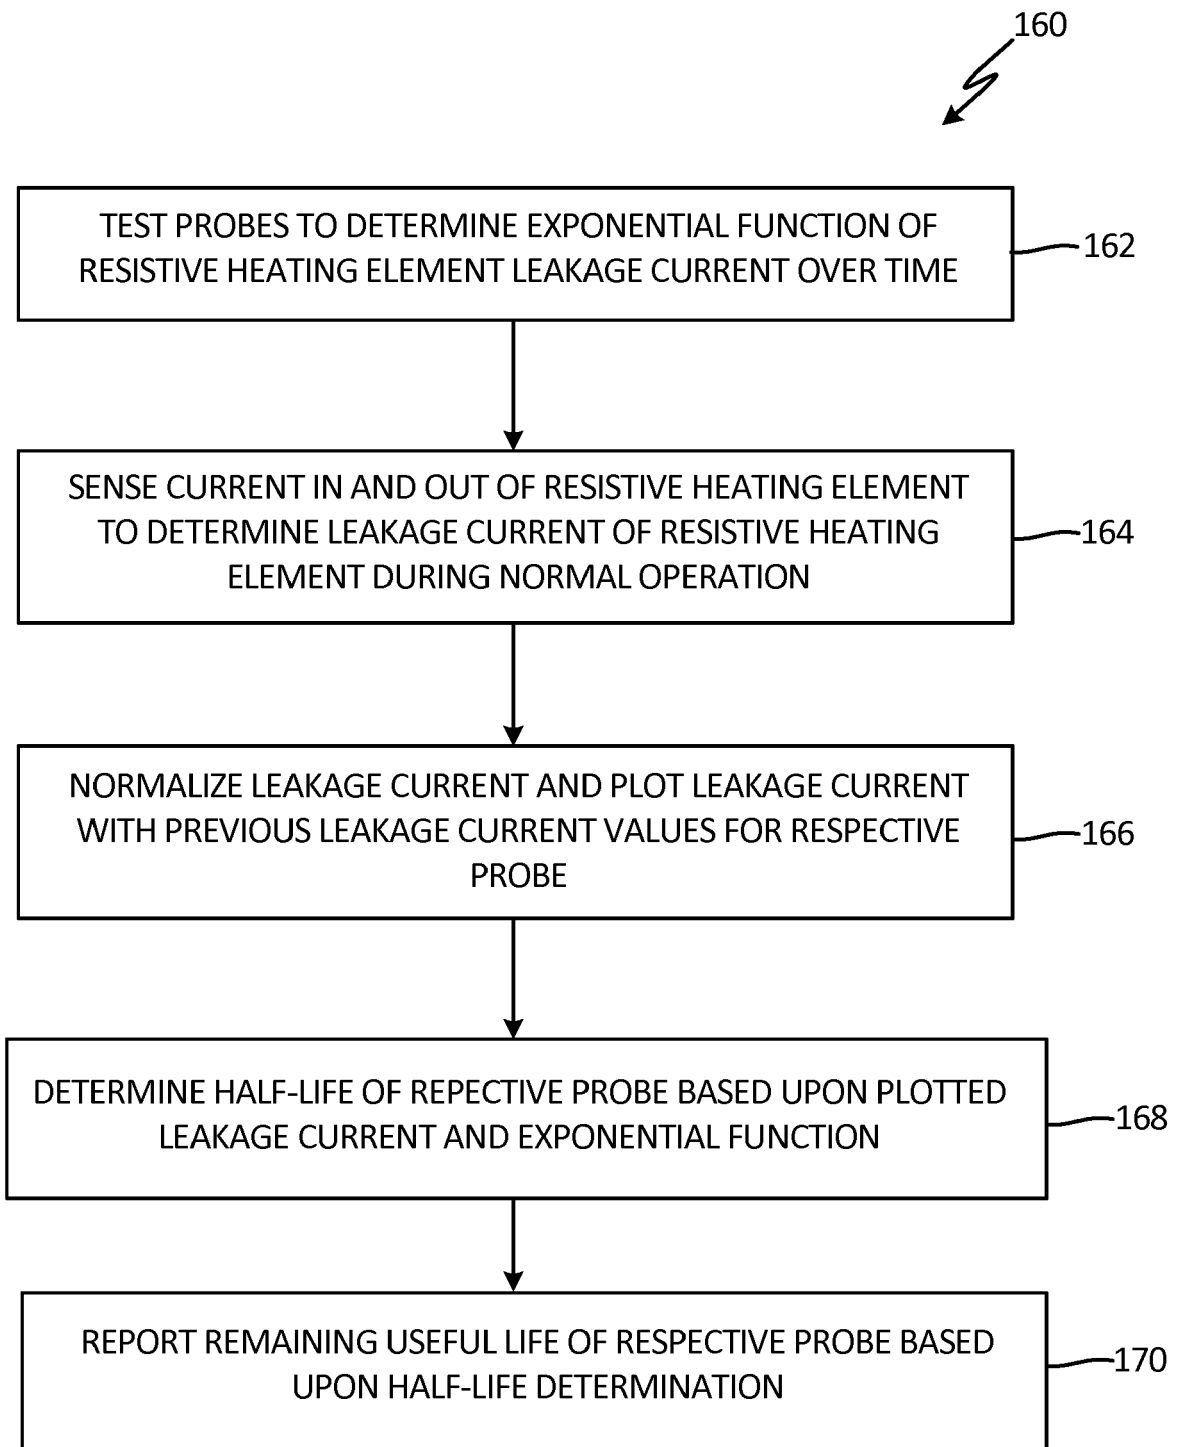 160
TEST PROBES TO DETERMINE EXPONENTIAL FUNCTION OF
RESISTIVE HEATING ELEMENT LEAKAGE CURRENT OVER TIME
162
SENSE CURRENT IN AND OUT OF RESISTIVE HEATING ELEMENT
TO DETERMINE LEAKAGE CURRENT OF RESISTIVE HEATING
ELEMENT DURING NORMAL OPERATION
164
NORMALIZE LEAKAGE CURRENT AND PLOT LEAKAGE CURRENT
WITH PREVIOUS LEAKAGE CURRENT VALUES FOR RESPECTIVE
PROBE
166
DETERMINE HALF-LIFE OF REPECTIVE PROBE BASED UPON PLOTTED
LEAKAGE CURRENT AND EXPONENTIAL FUNCTION
168
REPORT REMAINING USEFUL LIFE OF RESPECTIVE PROBE BASED
UPON HALF-LIFE DETERMINATION
170